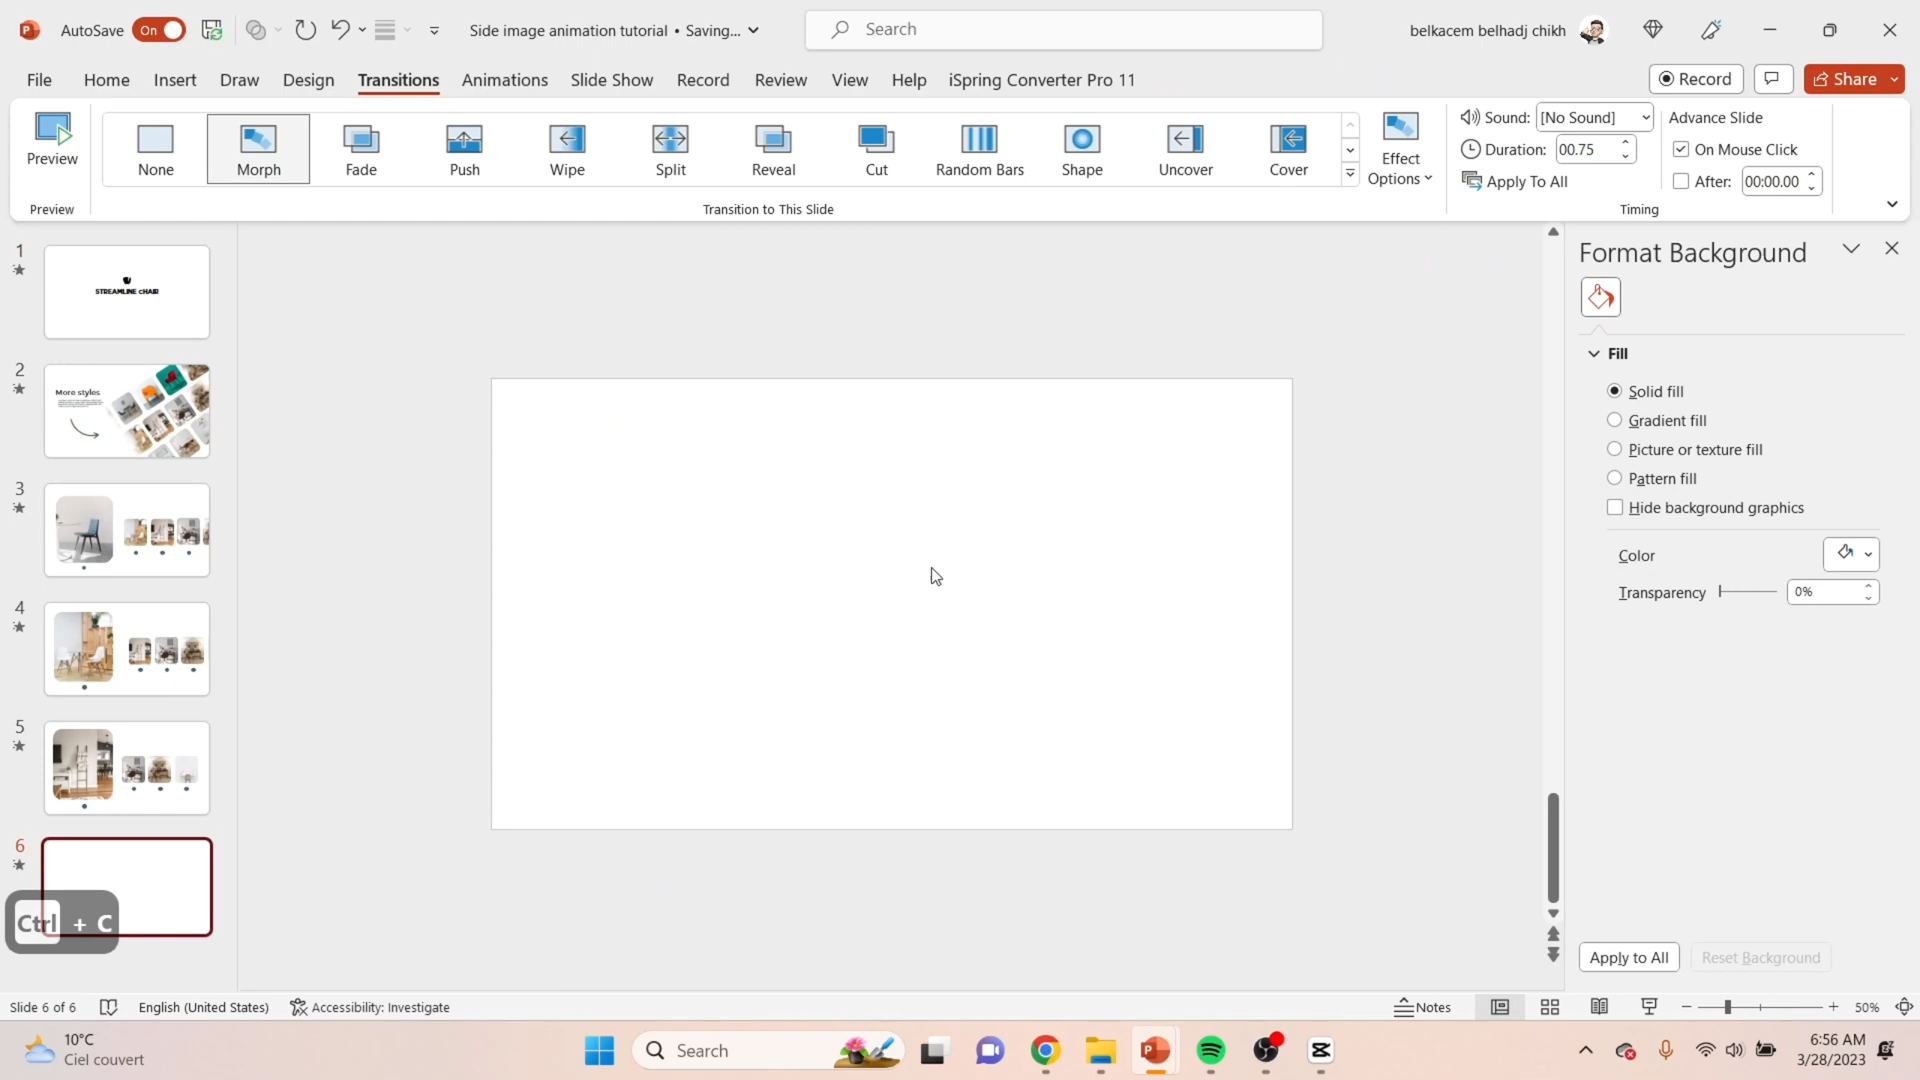 AutoSave On Side image animation tutorial • Saving... Search belkacem belhadj chikh
File Home Insert Draw Design Transitions Animations Slide Show Record Review View Help iSpring Converter Pro 11 Record Share
Preview None Morph Fade Push Wipe Split Reveal Cut Random Bars Shape Uncover Cover Effect Options
Sound: [No Sound] Advance Slide
Duration: 00.75 On Mouse Click
Apply To All After: 00:00.00
Preview Transition to This Slide Timing
Format Background
Fill
Solid fill
Gradient fill
Picture or texture fill
Pattern fill
Hide background graphics
Color
Transparency 0%
Apply to All Reset Background
1
STREAMLINE cHAIR
2
More styles
3
4
5
6
Ctrl + C
Slide 6 of 6 English (United States) Accessibility: Investigate Notes 50%
10°C
Ciel couvert
Search
6:56 AM
3/28/2023